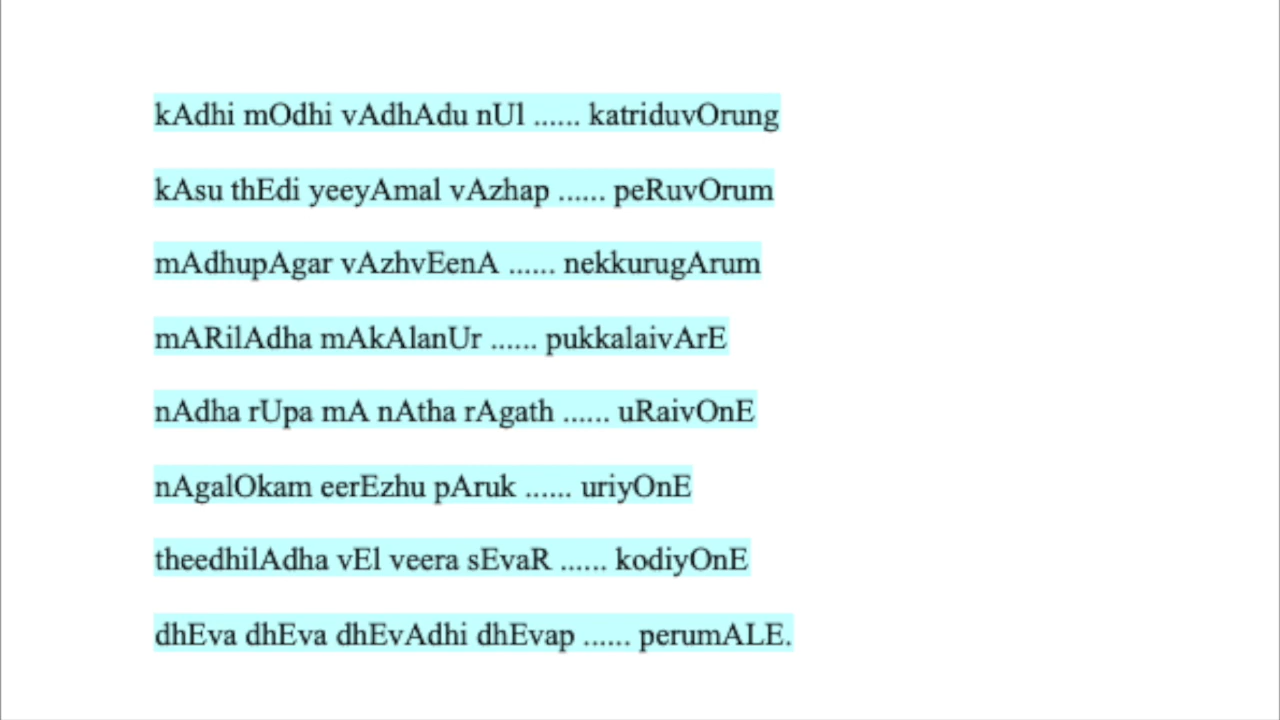 kAdhi mOdhi vAdhAdu nUl ...... katriduvOrung
kAsu thEdi yeeyAmal vAzhap ...... peRuvOrum
mAdhupAgar vAzhvEenA ...... nekkurugArum
mARilAdha mAkAlanUr ...... pukkalaivArE
nAdha rUpa mA nAtha rAgath ...... uRaivOnE
nAgalOkam eerEzhu pAruk ...... uriyOnE
theedhilAdha vEl veera sEvaR ...... kodiyOnE
dhEva dhEva dhEvAdhi dhEvap ...... perumALE.